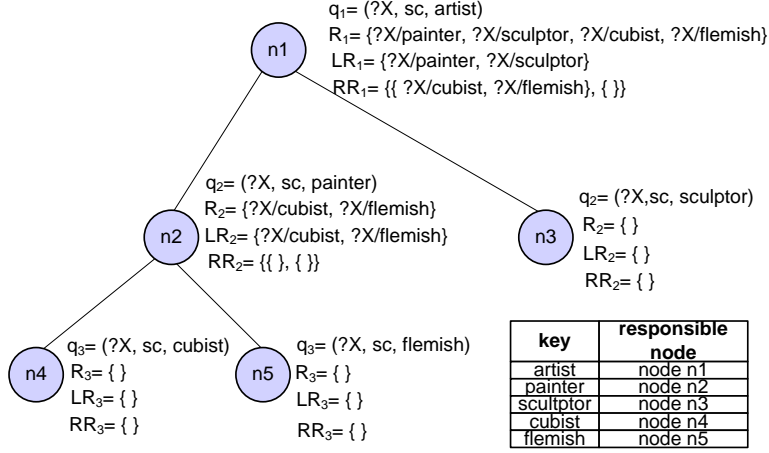 q₁= (?X, sc, artist)
R₁= {?X/painter, ?X/sculptor, ?X/cubist, ?X/flemish}
LR₁= {?X/painter, ?X/sculptor}
RR₁= {{ ?X/cubist, ?X/flemish}, { }}
n1
q₂= (?X, sc, painter)
R₂= {?X/cubist, ?X/flemish}
LR₂= {?X/cubist, ?X/flemish}
RR₂= {{ }, { }}
n2
q₂= (?X,sc, sculptor)
R₂= { }
LR₂= { }
RR₂= { }
n3
q₃= (?X, sc, cubist)
R₃= { }
LR₃= { }
RR₃= { }
n4
q₃= (?X, sc, flemish)
R₃= { }
LR₃= { }
RR₃= { }
n5
key responsible node
artist node n1
painter node n2
scultptor node n3
cubist node n4
flemish node n5